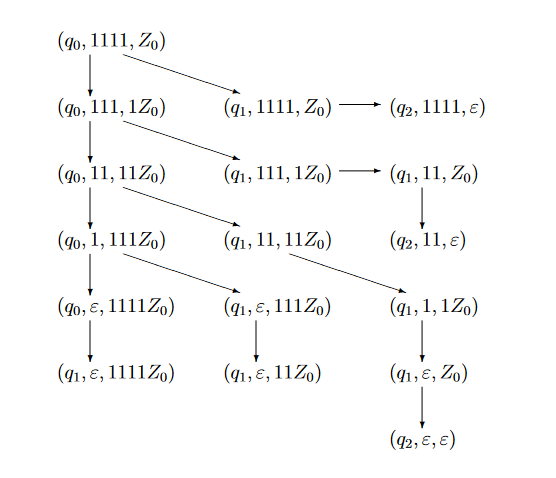 (q₀, 1111, Z₀)
(q₀, 111, 1Z₀) (q₁, 1111, Z₀) (q₂, 1111, ε)
(q₀, 11, 11Z₀) (q₁, 111, 1Z₀) (q₁, 11, Z₀)
(q₀, 1, 111Z₀) (q₁, 11, 11Z₀) (q₂, 11, ε)
(q₀, ε, 1111Z₀) (q₁, ε, 111Z₀) (q₁, 1, 1Z₀)
(q₁, ε, 1111Z₀) (q₁, ε, 11Z₀) (q₁, ε, Z₀)
(q₂, ε, ε)